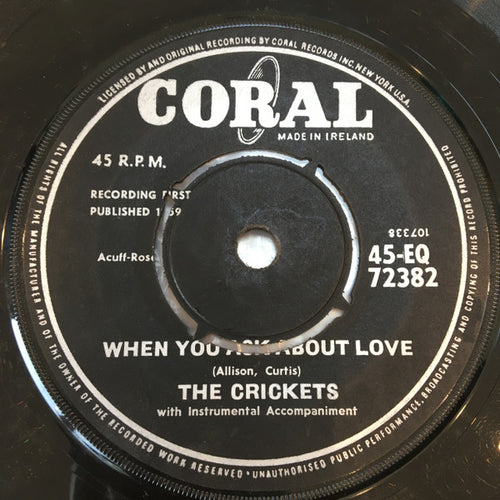 LICENSED BY AND ORIGINAL RECORDING BY CORAL RECORDS INC. NEW YORK U.S.A.
CORAL
MADE IN IRELAND
45 R.P.M.
RECORDING FIRST
PUBLISHED 1959
107338
45-EQ
72382
Acuff-Rose
WHEN YOU ASK ABOUT LOVE
(Allison, Curtis)
THE CRICKETS
with Instrumental Accompaniment
ALL RIGHTS OF THE MANUFACTURER AND OF THE OWNER OF THE RECORDED WORK RESERVED • UNAUTHORISED PUBLIC PERFORMANCE, BROADCASTING AND COPYING OF THIS RECORD PROHIBITED